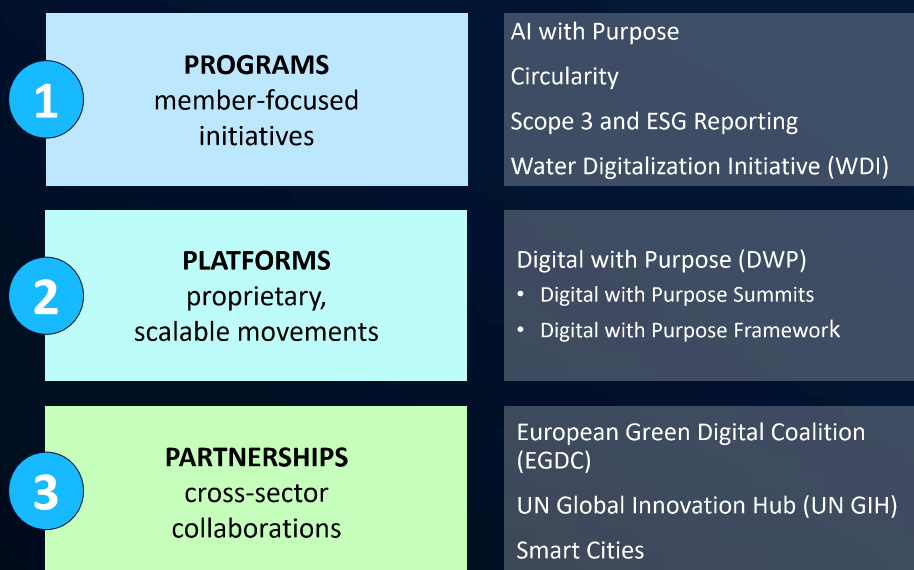 1
PROGRAMS
member-focused
initiatives
AI with Purpose
Circularity
Scope 3 and ESG Reporting
Water Digitalization Initiative (WDI)
2
PLATFORMS
proprietary,
scalable movements
Digital with Purpose (DWP)
• Digital with Purpose Summits
• Digital with Purpose Framework
3
PARTNERSHIPS
cross-sector
collaborations
European Green Digital Coalition
(EGDC)
UN Global Innovation Hub (UN GIH)
Smart Cities